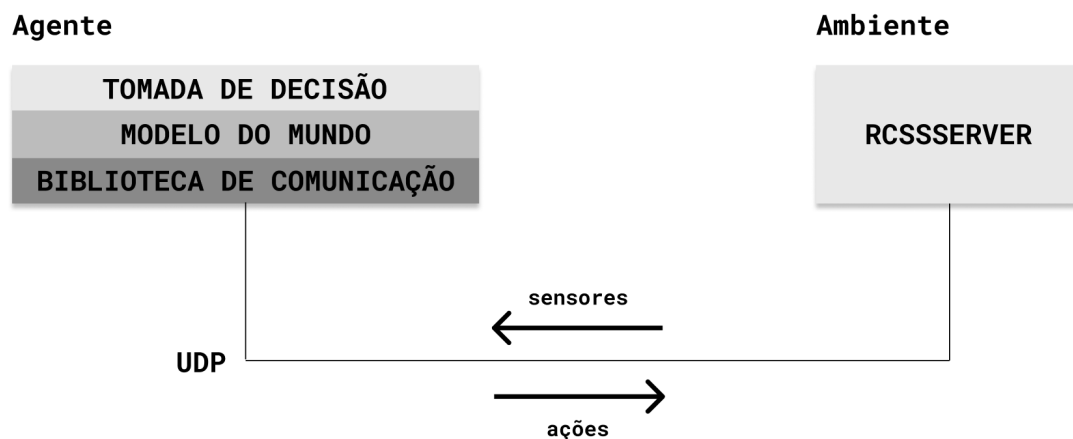 Agente
Ambiente
TOMADA DE DECISÃO
MODELO DO MUNDO
BIBLIOTECA DE COMUNICAÇÃO
RCSSSERVER
sensores
UDP
ações